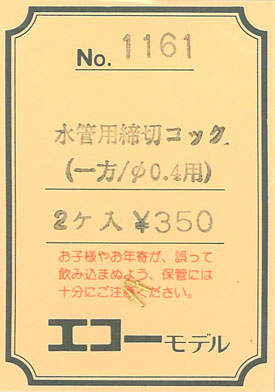 No. 1161
水管用締切コック
(一方/φ0.4用)
2ケ入 ¥350
お子様やお年寄が、誤って
飲み込まぬよう、保管には
十分にご注意ください。
エコーモデル